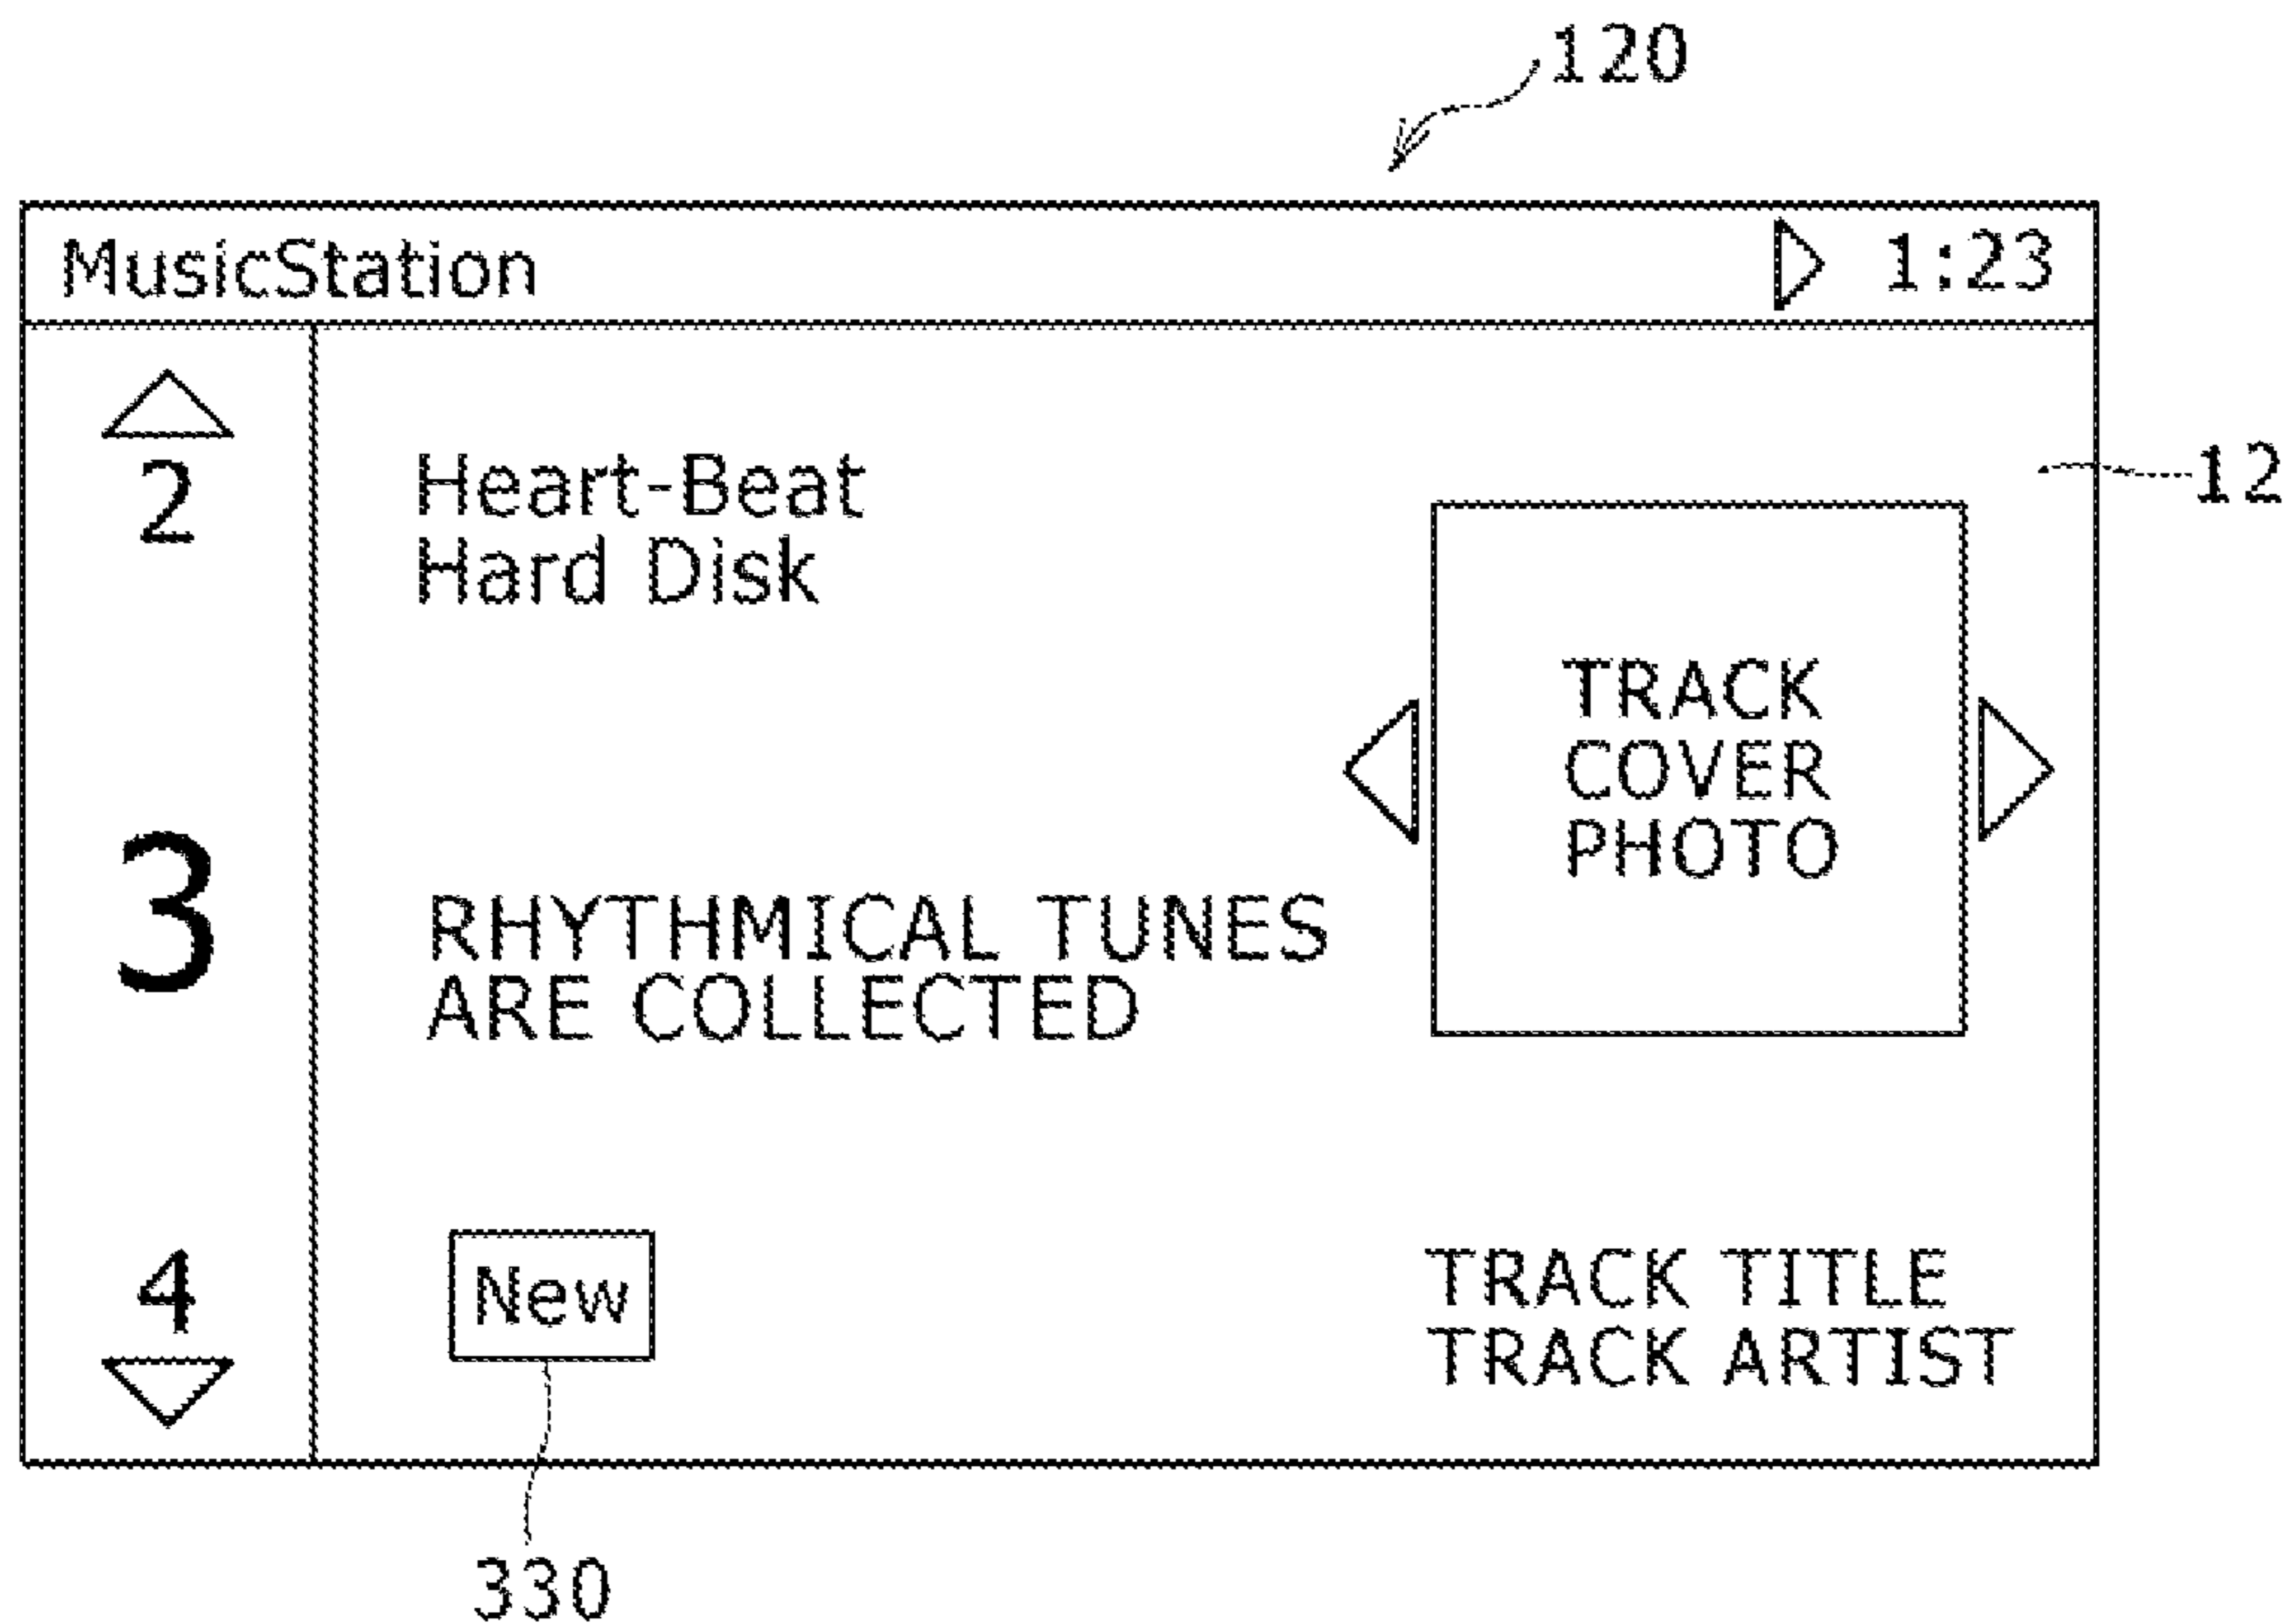 120
MusicStation 1:23
2
Heart-Beat
Hard Disk
12
TRACK
COVER
PHOTO
3
RHYTHMICAL TUNES
ARE COLLECTED
4
New
TRACK TITLE
TRACK ARTIST
330